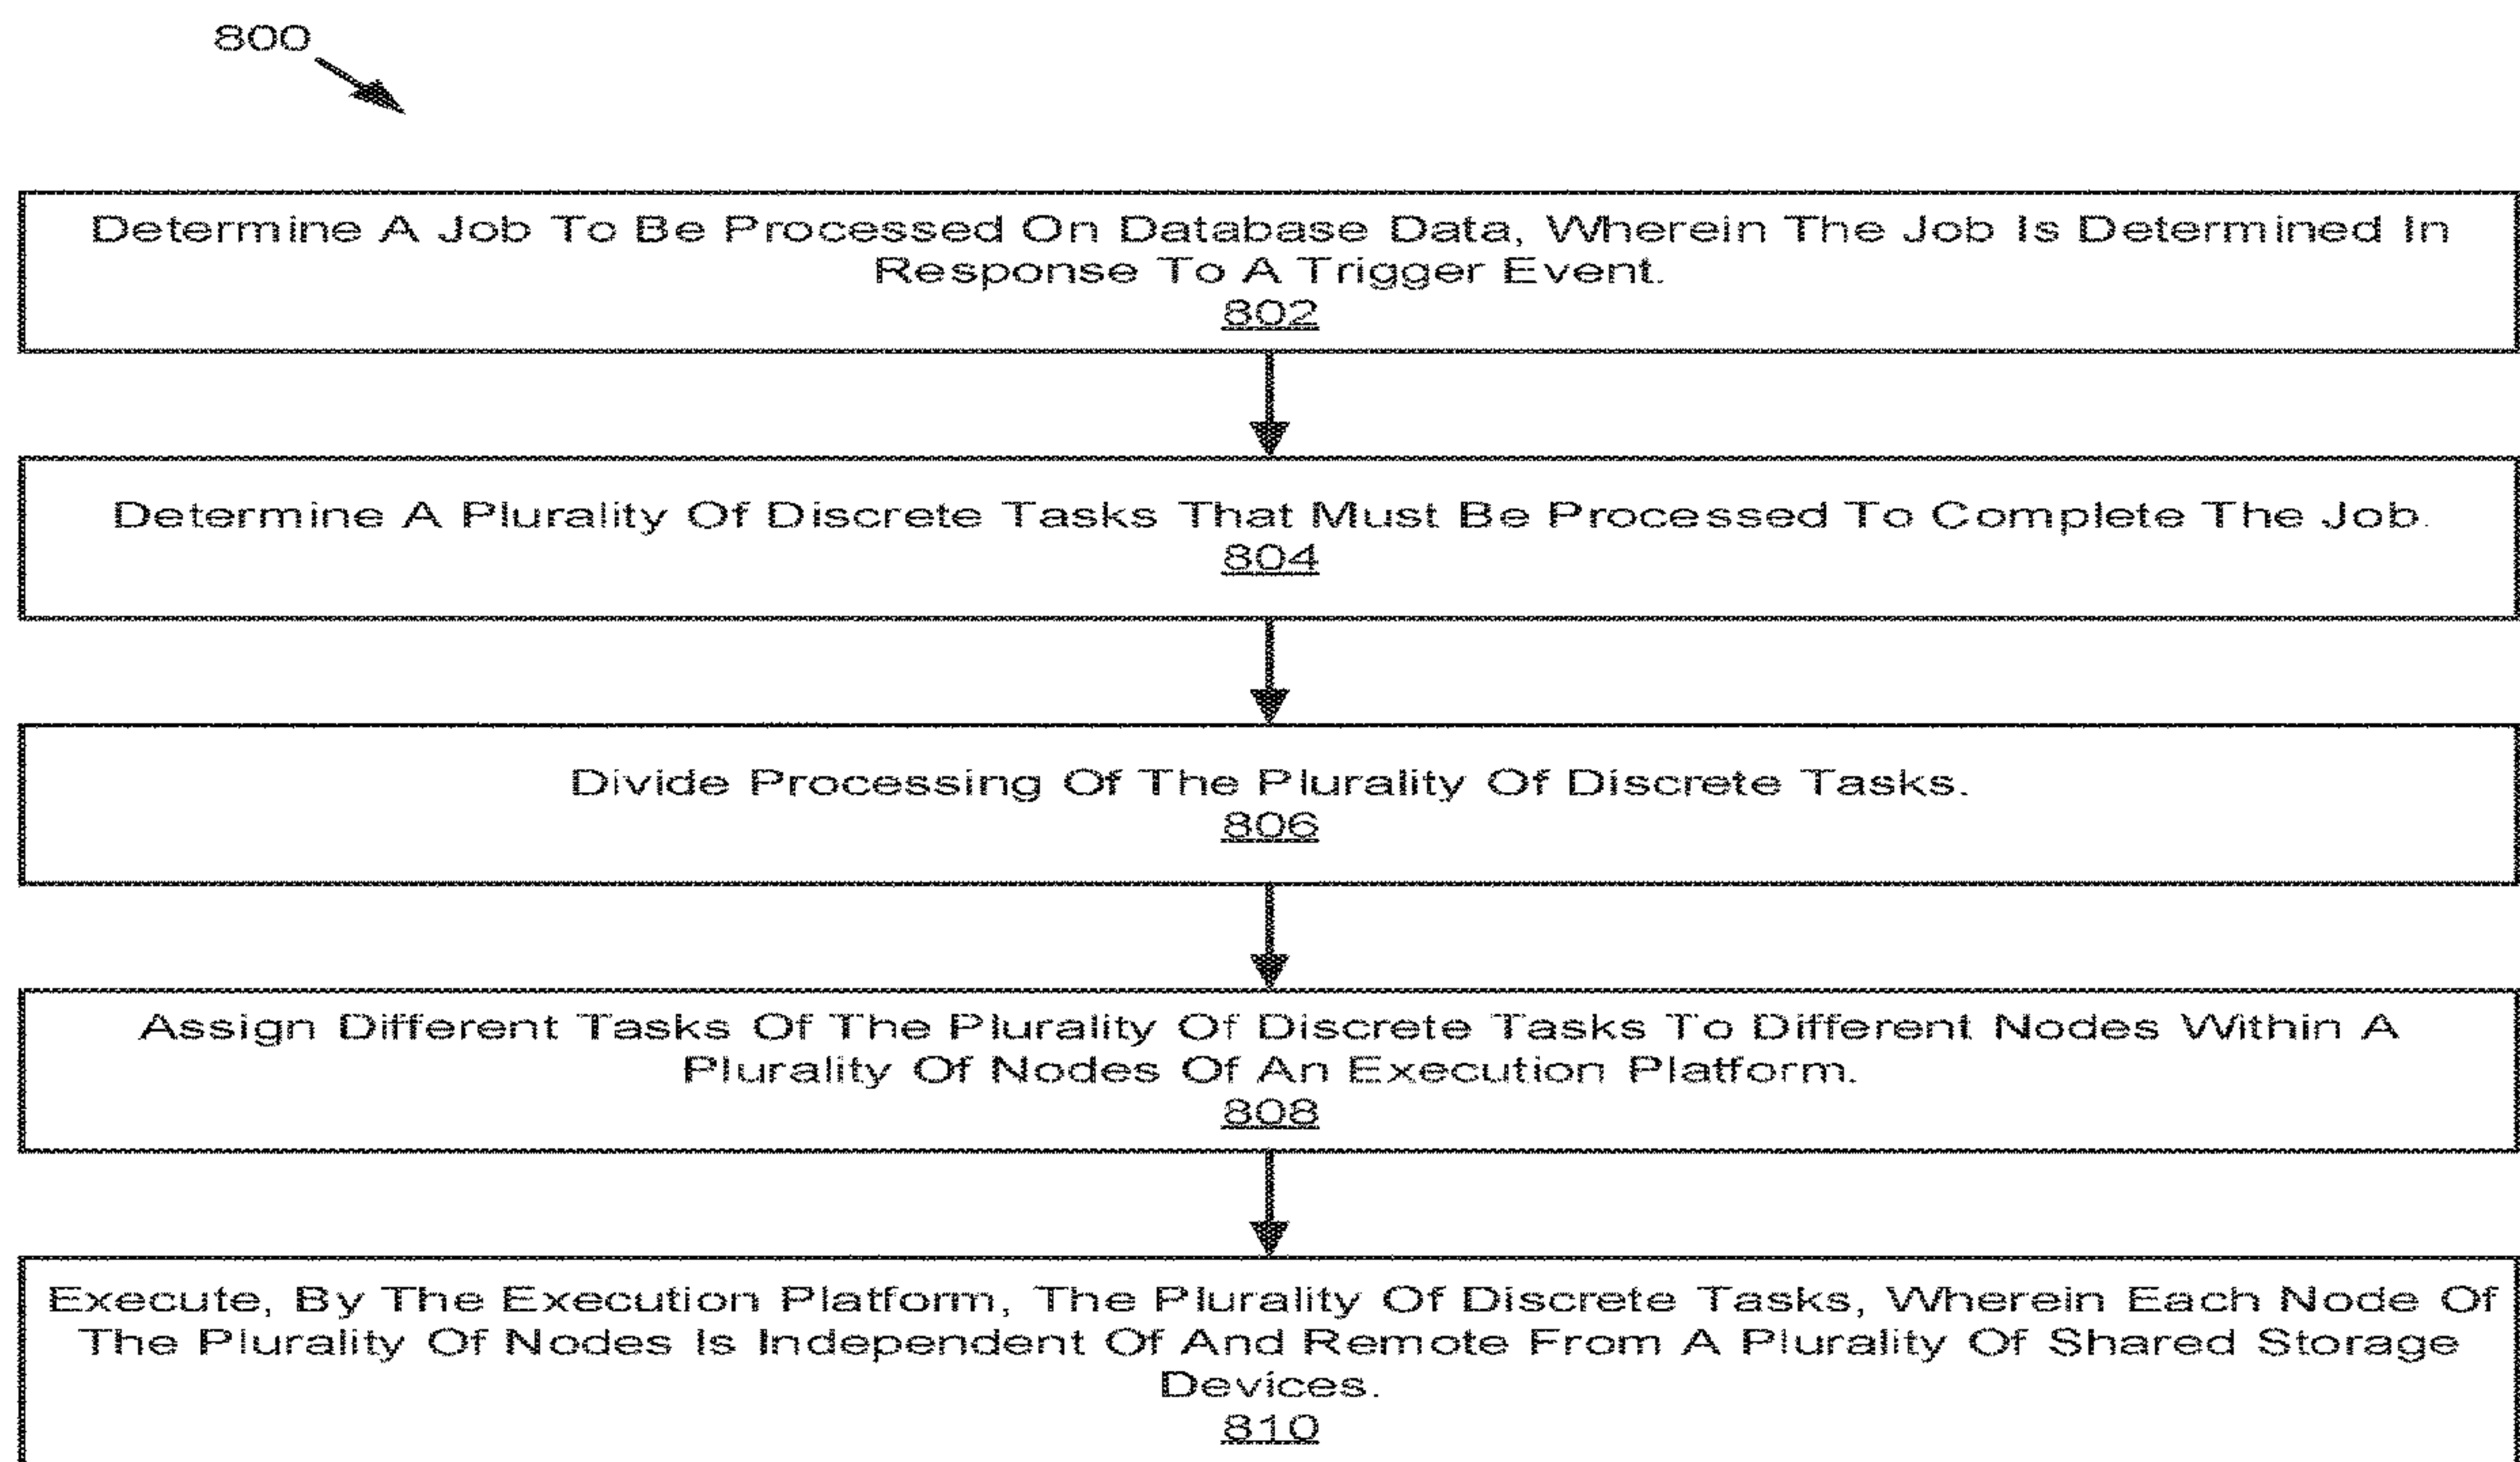 800
Determine A Job To Be Processed On Database Data, Wherein The Job Is Determined In
Response To A Trigger Event.
802
Determine A Plurality Of Discrete Tasks That Must Be Processed To Complete The Job.
804
Divide Processing Of The Plurality Of Discrete Tasks.
806
Assign Different Tasks Of The Plurality Of Discrete Tasks To Different Nodes Within A
Plurality Of Nodes Of An Execution Platform.
808
Execute, By The Execution Platform, The Plurality Of Discrete Tasks, Wherein Each Node Of
The Plurality Of Nodes Is Independent Of And Remote From A Plurality Of Shared Storage
Devices.
810